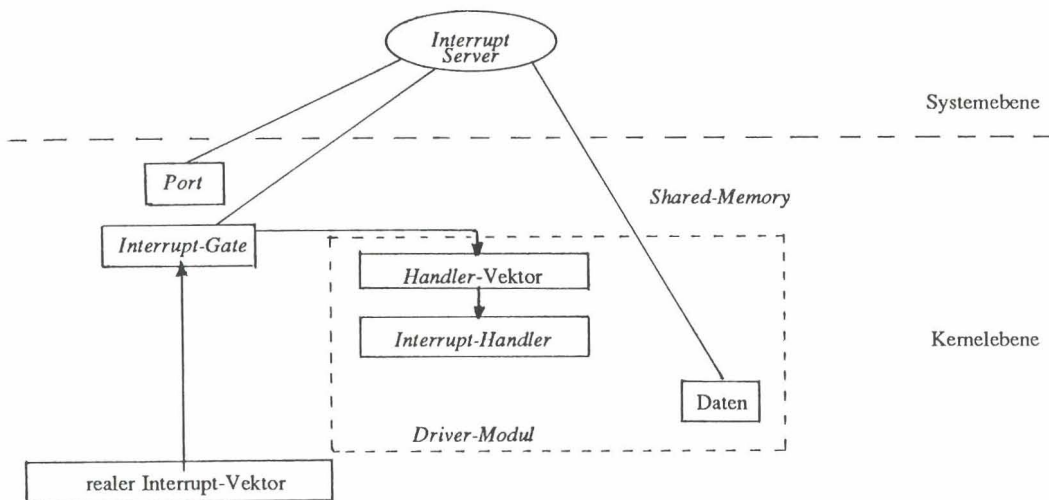 Interrupt
Server
Systemebene
Port
Shared-Memory
Interrupt-Gate
Handler-Vektor
Interrupt-Handler
Kernelebene
Daten
Driver-Modul
realer Interrupt-Vektor